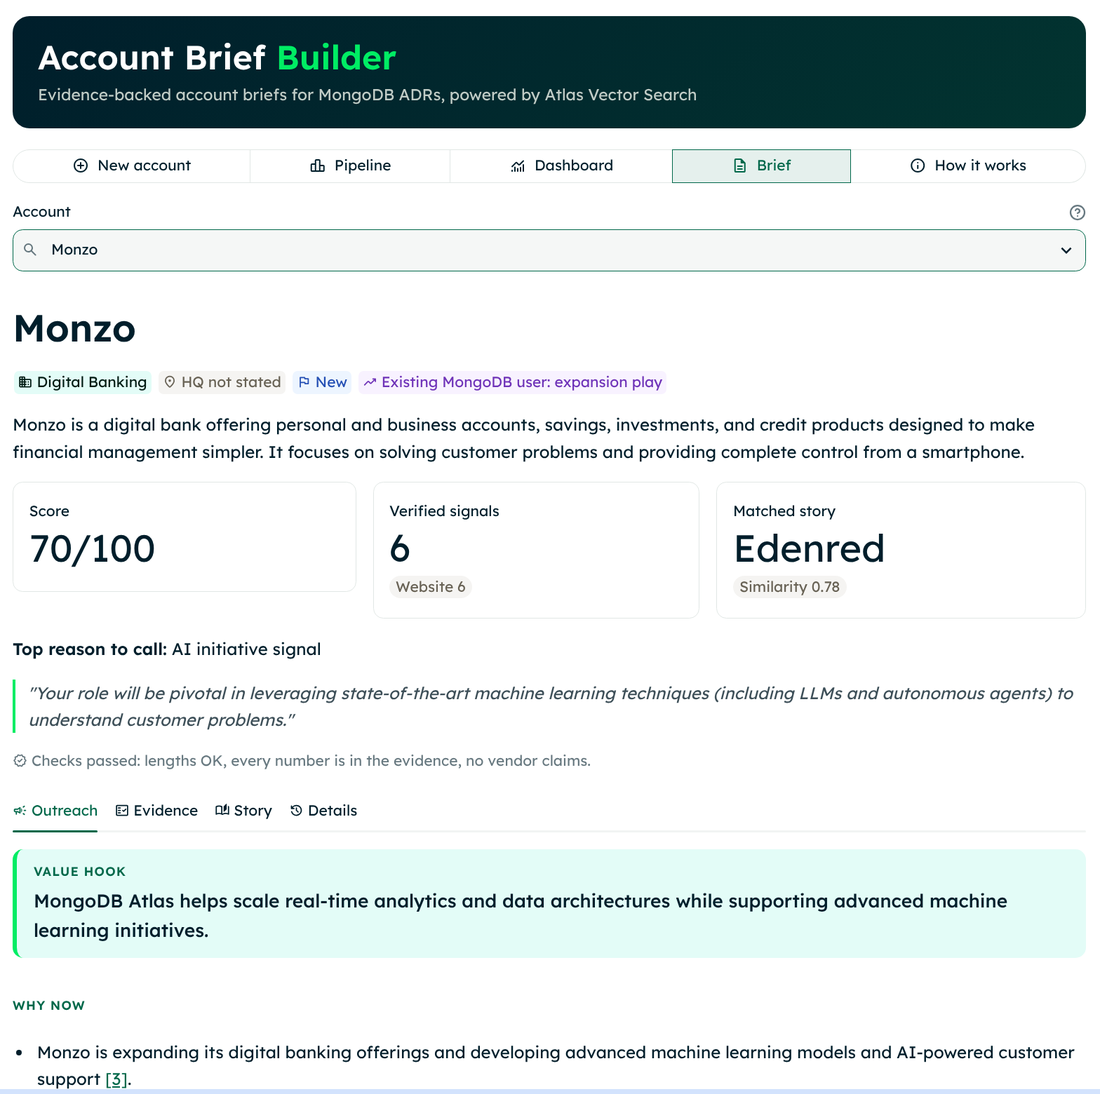 Account Brief Builder
Evidence-backed account briefs for MongoDB ADRs, powered by Atlas Vector Search
New account
Pipeline
Dashboard
Brief
How it works
Account
Monzo
Monzo
Digital Banking
HQ not stated
New
Existing MongoDB user: expansion play
Monzo is a digital bank offering personal and business accounts, savings, investments, and credit products designed to make
financial management simpler. It focuses on solving customer problems and providing complete control from a smartphone.
Score
70/100
Verified signals
6
Website 6
Matched story
Edenred
Similarity 0.78
Top reason to call: AI initiative signal
"Your role will be pivotal in leveraging state-of-the-art machine learning techniques (including LLMs and autonomous agents) to
understand customer problems."
Checks passed: lengths OK, every number is in the evidence, no vendor claims.
Outreach
Evidence
Story
Details
VALUE HOOK
MongoDB Atlas helps scale real-time analytics and data architectures while supporting advanced machine
learning initiatives.
WHY NOW
• Monzo is expanding its digital banking offerings and developing advanced machine learning models and AI-powered customer
support [3].